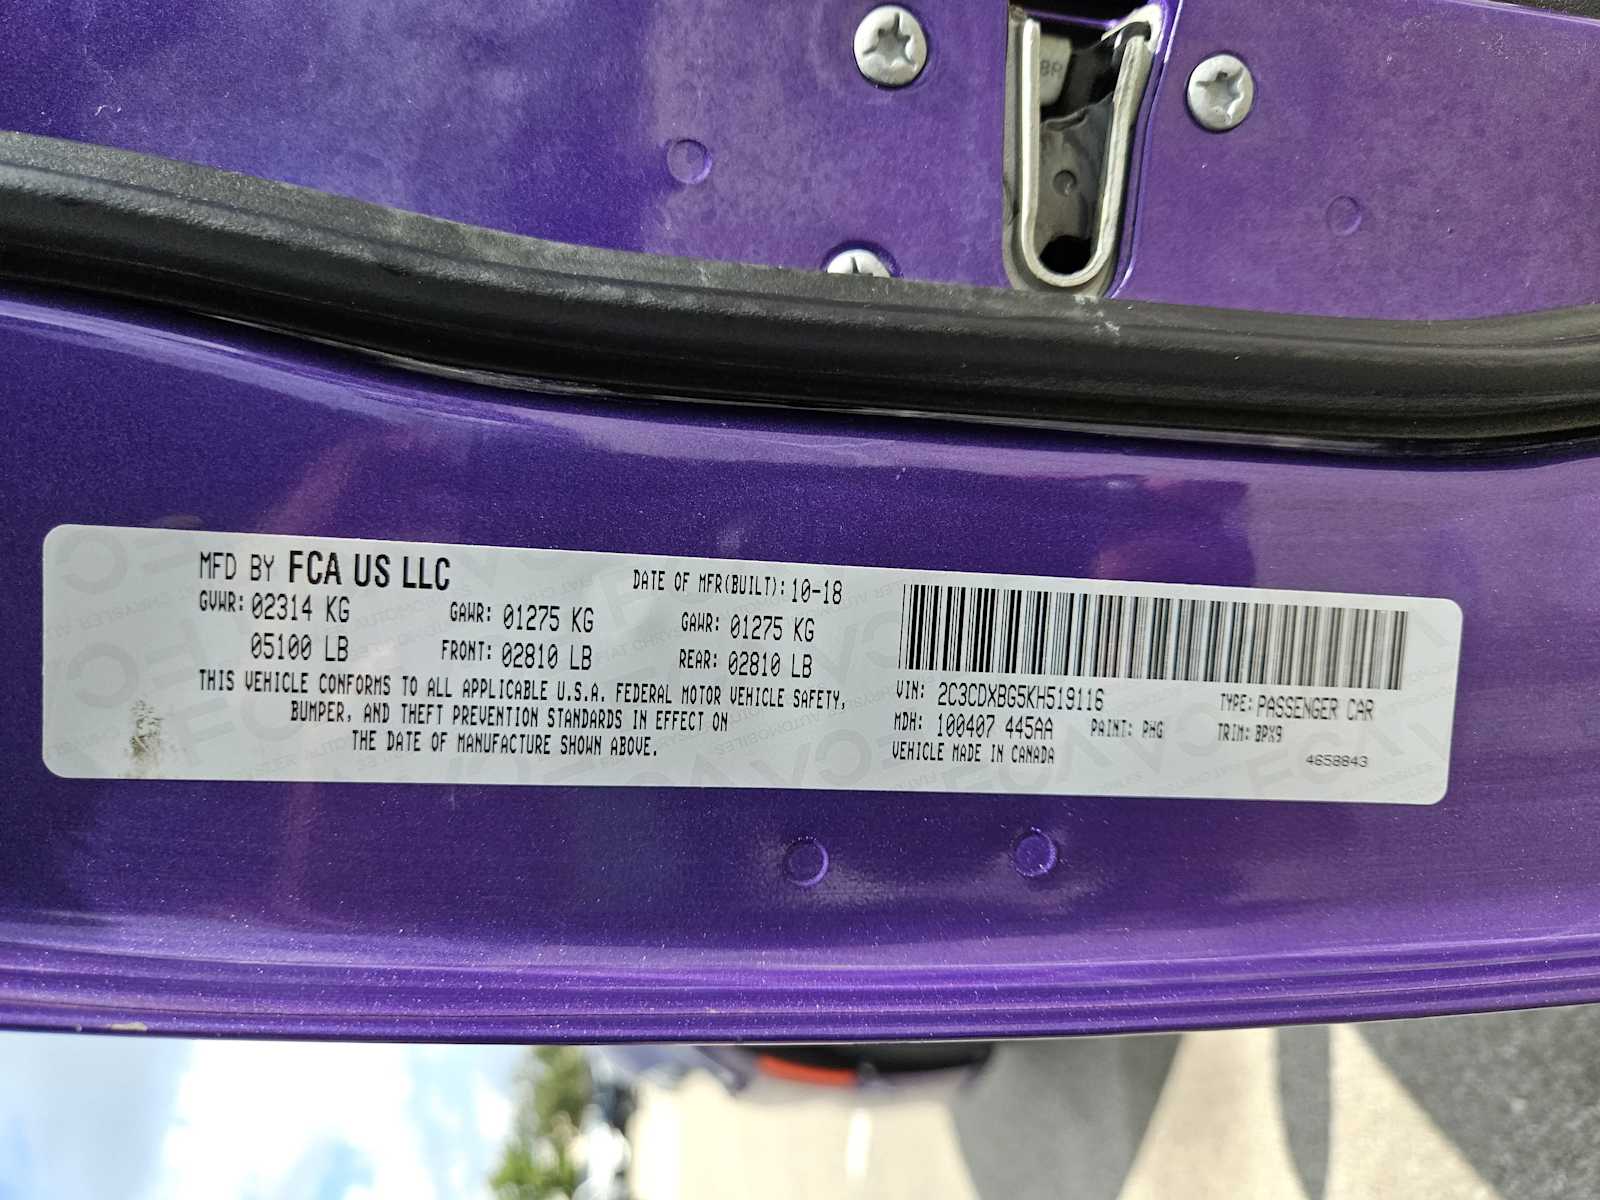 MFD BY FCA US LLC
DATE OF MFR(BUILT): 10-18
GVWR: 02314 KG
GAWR: 01275 KG
GAWR: 01275 KG
05100 LB
FRONT: 02810 LB
REAR: 02810 LB
THIS VEHICLE CONFORMS TO ALL APPLICABLE U.S.A. FEDERAL MOTOR VEHICLE SAFETY,
BUMPER, AND THEFT PREVENTION STANDARDS IN EFFECT ON
THE DATE OF MANUFACTURE SHOWN ABOVE.
VIN: 2C3CDXBG5KH519116
TYPE: PASSENGER CAR
MDH: 100407 445AA
PAINT: PHG
TRIM: BPX9
VEHICLE MADE IN CANADA
4658843